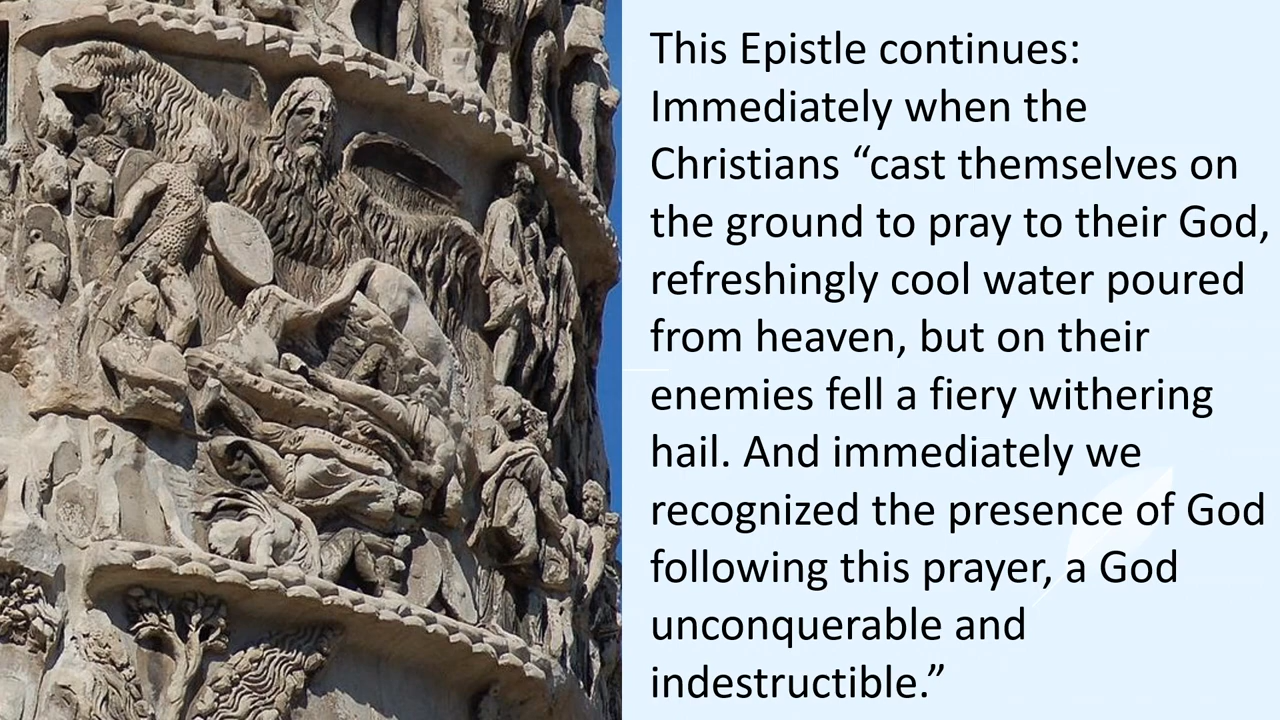 This Epistle continues:
Immediately when the
Christians “cast themselves on
the ground to pray to their God,
refreshingly cool water poured
from heaven, but on their
enemies fell a fiery withering
hail. And immediately we
recognized the presence of God
following this prayer, a God
unconquerable and
indestructible.”